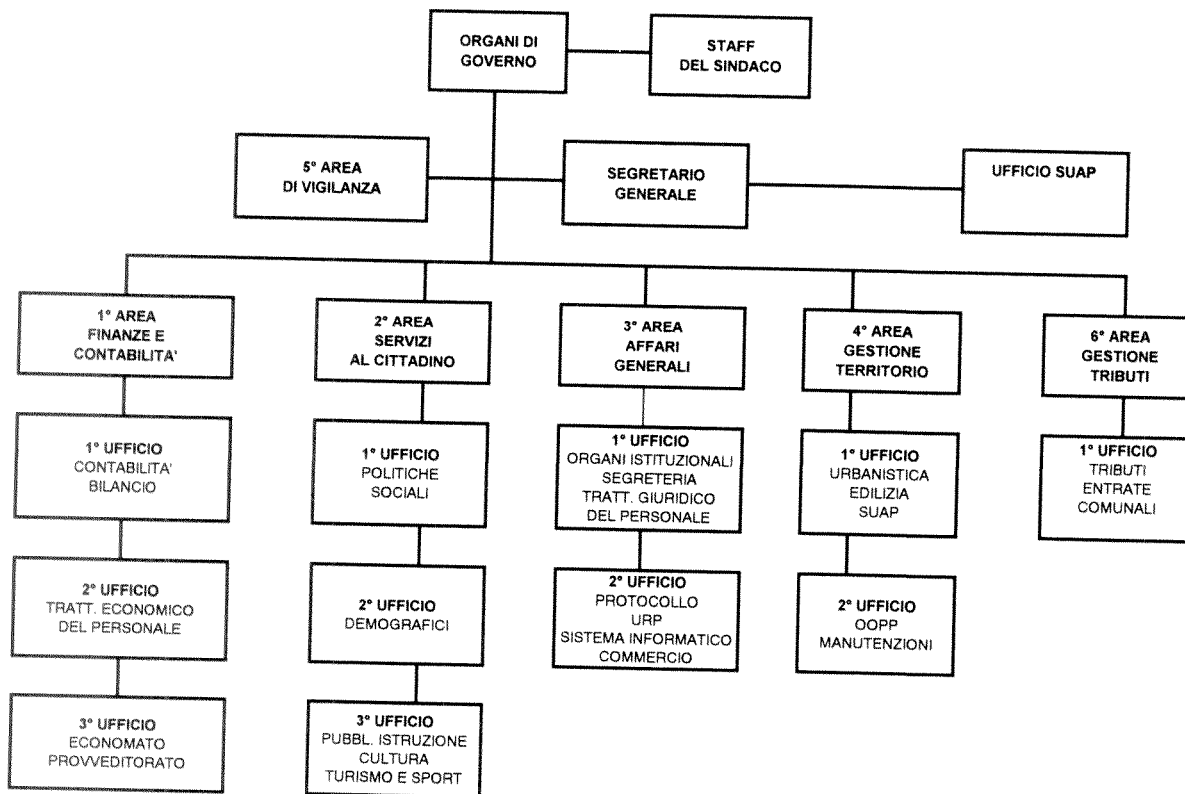 ORGANI DI
GOVERNO
STAFF
DEL SINDACO
5° AREA
DI VIGILANZA
SEGRETARIO
GENERALE
UFFICIO SUAP
1° AREA
FINANZE E
CONTABILITA'
2° AREA
SERVIZI
AL CITTADINO
3° AREA
AFFARI
GENERALI
4° AREA
GESTIONE
TERRITORIO
6° AREA
GESTIONE
TRIBUTI
1° UFFICIO
CONTABILITA'
BILANCIO
1° UFFICIO
POLITICHE
SOCIALI
1° UFFICIO
ORGANI ISTITUZIONALI
SEGRETERIA
TRATT. GIURIDICO
DEL PERSONALE
1° UFFICIO
URBANISTICA
EDILIZIA
SUAP
1° UFFICIO
TRIBUTI
ENTRATE
COMUNALI
2° UFFICIO
TRATT. ECONOMICO
DEL PERSONALE
2° UFFICIO
DEMOGRAFICI
2° UFFICIO
PROTOCOLLO
URP
SISTEMA INFORMATICO
COMMERCIO
2° UFFICIO
OOPP
MANUTENZIONI
3° UFFICIO
ECONOMATO
PROVVEDITORATO
3° UFFICIO
PUBBL. ISTRUZIONE
CULTURA
TURISMO E SPORT